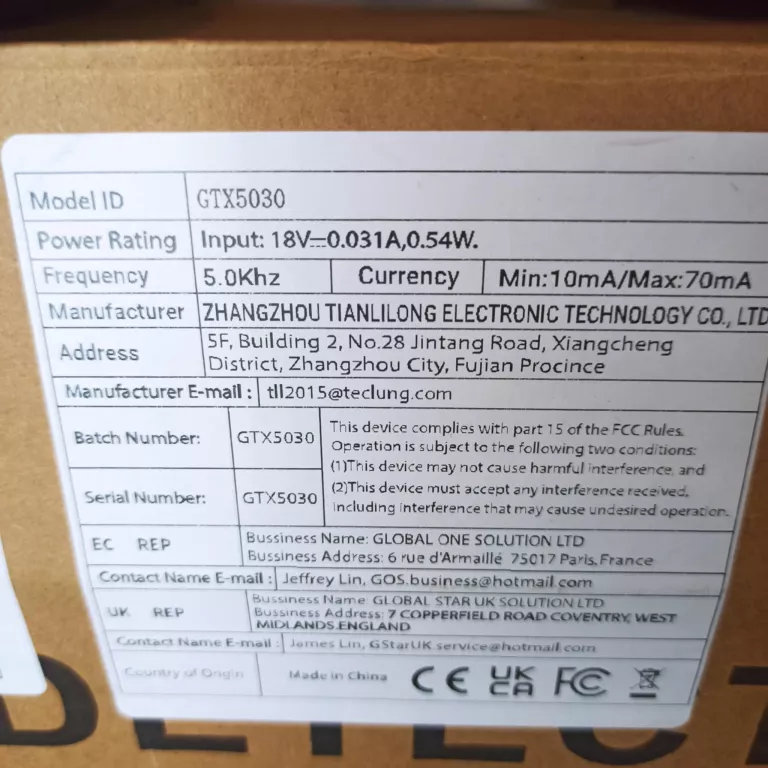 Model ID GTX5030
Power Rating Input: 18V⎓0.031A,0.54W.
Frequency 5.0Khz Currency Min:10mA/Max:70mA
Manufacturer ZHANGZHOU TIANLILONG ELECTRONIC TECHNOLOGY CO., LTD
Address
5F, Building 2, No.28 Jintang Road, Xiangcheng
District, Zhangzhou City, Fujian Procince
Manufacturer E-mail : tll2015@teclung.com
Batch Number: GTX5030
Serial Number: GTX5030
This device complies with part 15 of the FCC Rules.
Operation is subject to the following two conditions:
(1)This device may not cause harmful interference, and
(2)This device must accept any interference received,
including interference that may cause undesired operation.
EC REP
Bussiness Name: GLOBAL ONE SOLUTION LTD
Bussiness Address: 6 rue d'Armaillé 75017 Paris, France
Contact Name E-mail : Jeffrey Lin, GOS.business@hotmail.com
UK REP
Bussiness Name: GLOBAL STAR UK SOLUTION LTD
Bussiness Address: 7 COPPERFIELD ROAD COVENTRY, WEST
MIDLANDS.ENGLAND
Contact Name E-mail : James Lin, GStarUK.service@hotmail.com
Country of Origin Made in China CE UK CA FC
DETECT